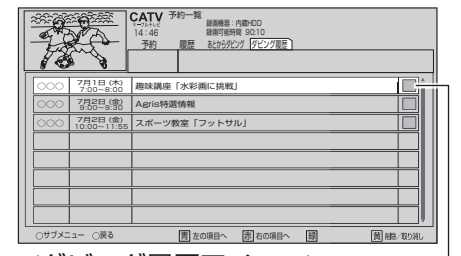 CATV 予約一覧
ケーブルテレビ
録画機器：内蔵HDD
14：46
録画可能時間 90:10
予約 履歴 あとからダビング ダビング履歴
○○○ 7月1日(木) 7:00~8:00 趣味講座「水彩画に挑戦」
○○○ 7月2日(金) 9:00~9:30 Agris特選情報
○○○ 7月2日(金) 10:00~11:55 スポーツ教室「フットサル」
○サブメニュー ○戻る 青 左の項目へ 赤 右の項目へ 緑 黄 削除/取り消し